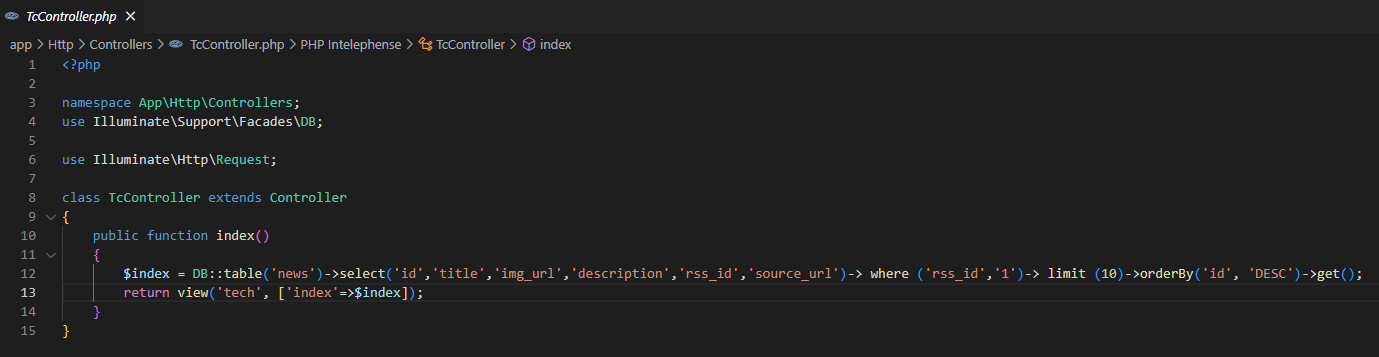 TcController.php ×
app > Http > Controllers > TcController.php > PHP Intelephense > TcController > index
1 <?php
2
3 namespace App\Http\Controllers;
4 use Illuminate\Support\Facades\DB;
5
6 use Illuminate\Http\Request;
7
8 class TcController extends Controller
9 {
10     public function index()
11     {
12         $index = DB::table('news')->select('id','title','img_url','description','rss_id','source_url')-> where ('rss_id','1')-> limit (10)->orderBy('id', 'DESC')->get();
13         return view('tech', ['index'=>$index]);
14     }
15 }